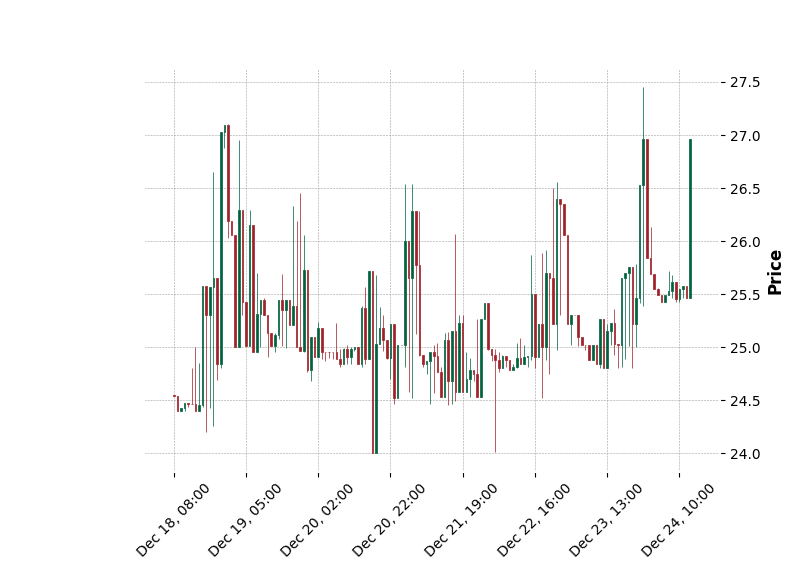 27.5
27.0
26.5
26.0
25.5
25.0
24.5
24.0
Price
Dec 18, 08:00
Dec 19, 05:00
Dec 20, 02:00
Dec 20, 22:00
Dec 21, 19:00
Dec 22, 16:00
Dec 23, 13:00
Dec 24, 10:00